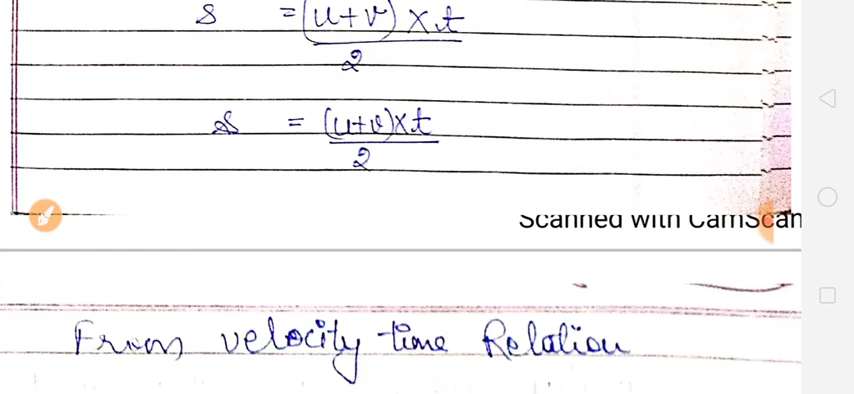 s = (u+v) × t
2
s = (u+v)×t
2
Scanned with CamScan
From velocity-time Relation